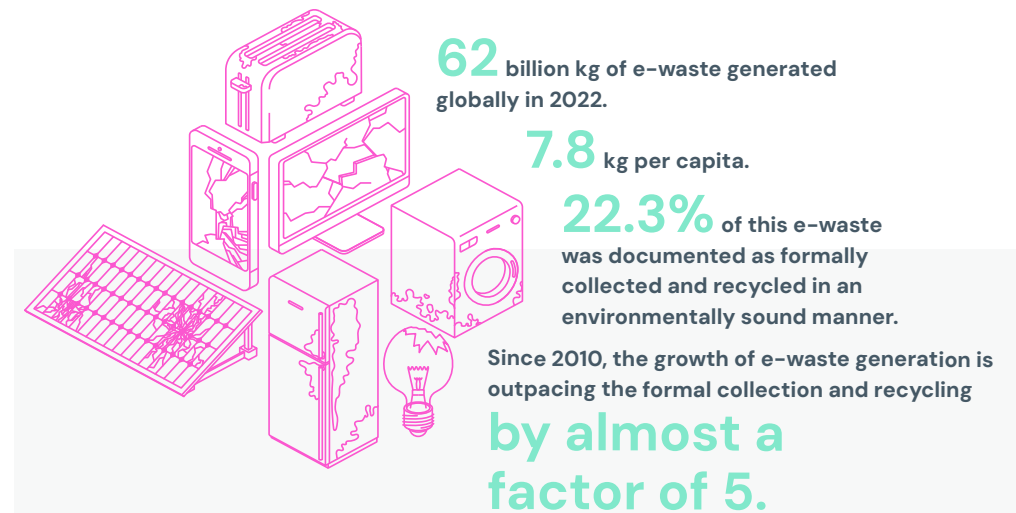 62 billion kg of e-waste generated
globally in 2022.
7.8 kg per capita.
22.3% of this e-waste
was documented as formally
collected and recycled in an
environmentally sound manner.
Since 2010, the growth of e-waste generation is
outpacing the formal collection and recycling
by almost a
factor of 5.